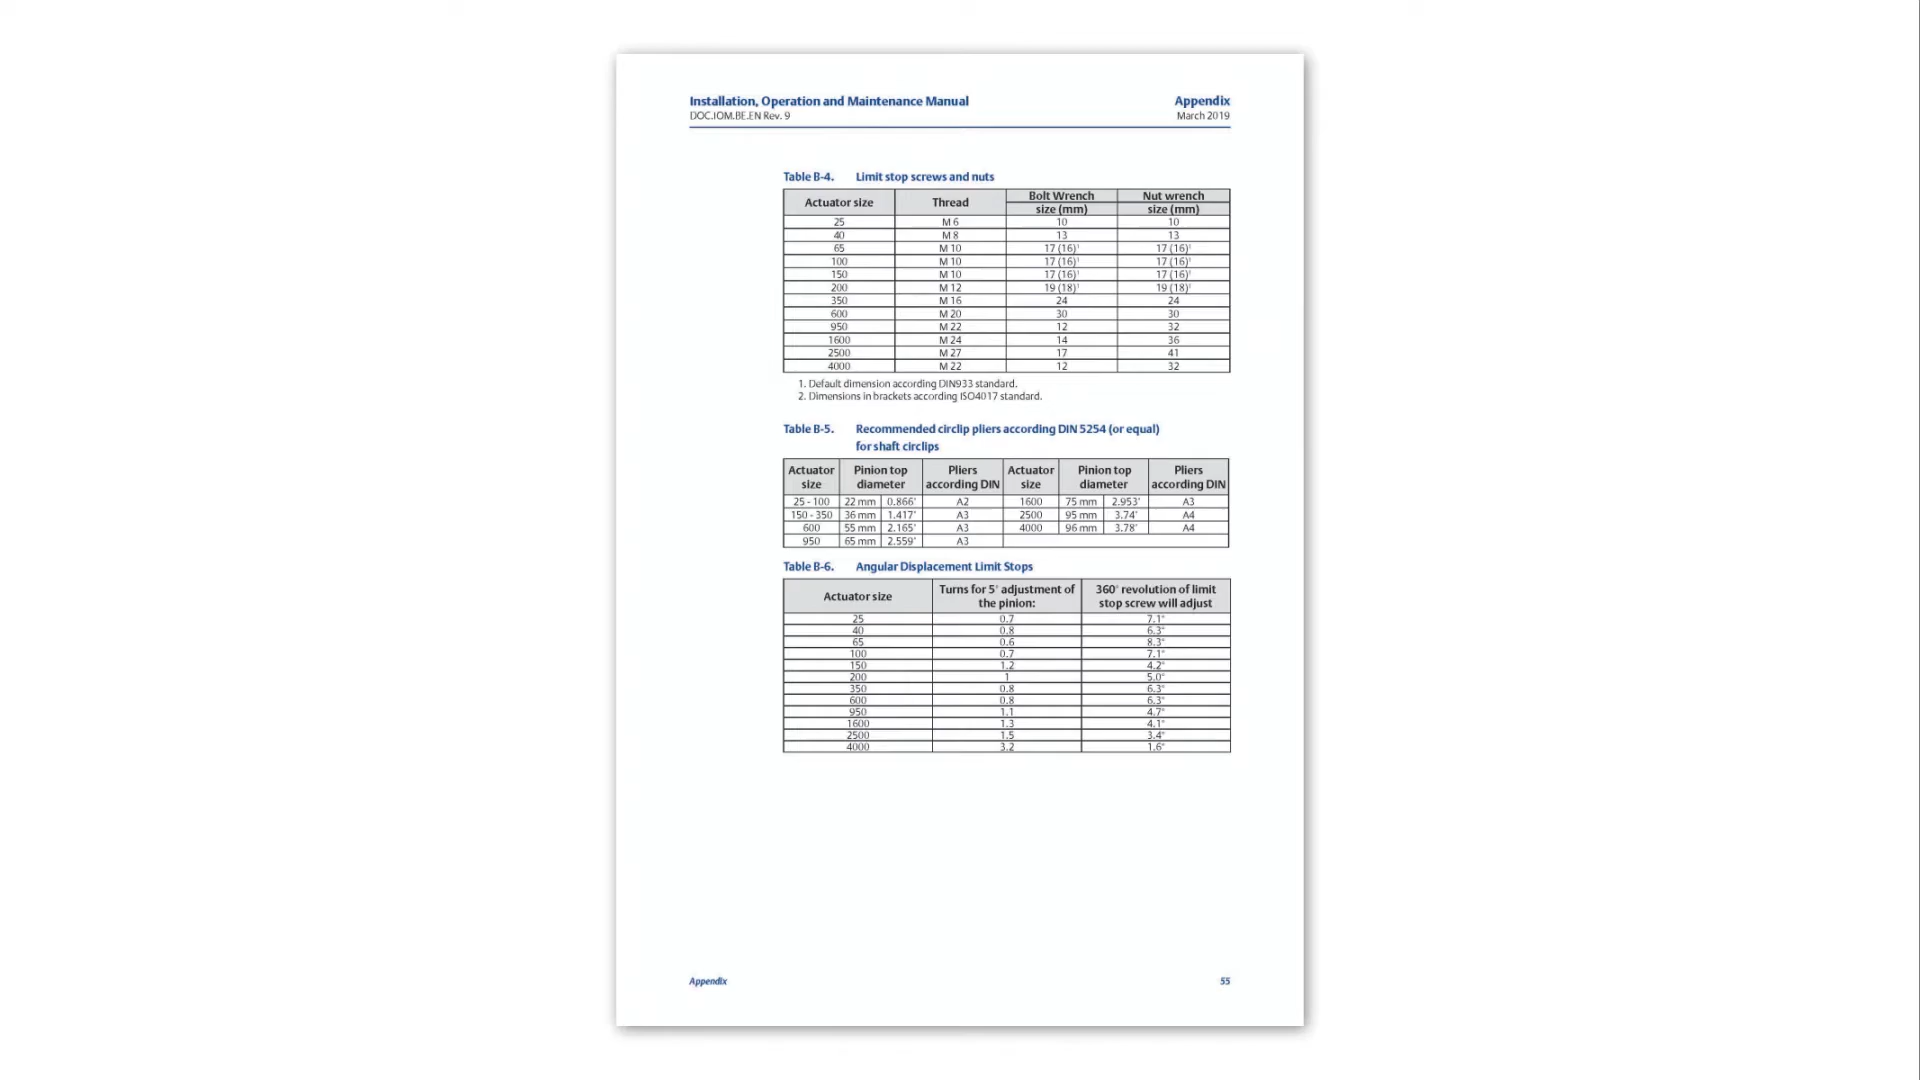 Installation, Operation and Maintenance Manual Appendix
DOC.IOM.BE.EN Rev. 9 March 2019
Table B-4. Limit stop screws and nuts
Actuator size Thread Bolt Wrench size (mm) Nut wrench size (mm)
25 M 6 10 10
40 M 8 13 13
65 M 10 17 (16)¹ 17 (16)¹
100 M 10 17 (16)¹ 17 (16)¹
150 M 10 17 (16)¹ 17 (16)¹
200 M 12 19 (18)¹ 19 (18)¹
350 M 16 24 24
600 M 20 30 30
950 M 22 12 32
1600 M 24 14 36
2500 M 27 17 41
4000 M 22 12 32
1. Default dimension according DIN933 standard.
2. Dimensions in brackets according ISO4017 standard.
Table B-5. Recommended circlip pliers according DIN 5254 (or equal)
for shaft circlips
Actuator size Pinion top diameter Pliers according DIN Actuator size Pinion top diameter Pliers according DIN
25 - 100 22 mm 0.866" A2 1600 75 mm 2.953" A3
150 - 350 36 mm 1.417" A3 2500 95 mm 3.74" A4
600 55 mm 2.165" A3 4000 96 mm 3.78" A4
950 65 mm 2.559" A3
Table B-6. Angular Displacement Limit Stops
Actuator size Turns for 5° adjustment of the pinion: 360° revolution of limit stop screw will adjust
25 0.7 7.1°
40 0.8 6.3°
65 0.6 8.3°
100 0.7 7.1°
150 1.2 4.2°
200 1 5.0°
350 0.8 6.3°
600 0.8 6.3°
950 1.1 4.7°
1600 1.3 4.1°
2500 1.5 3.4°
4000 3.2 1.6°
Appendix 55